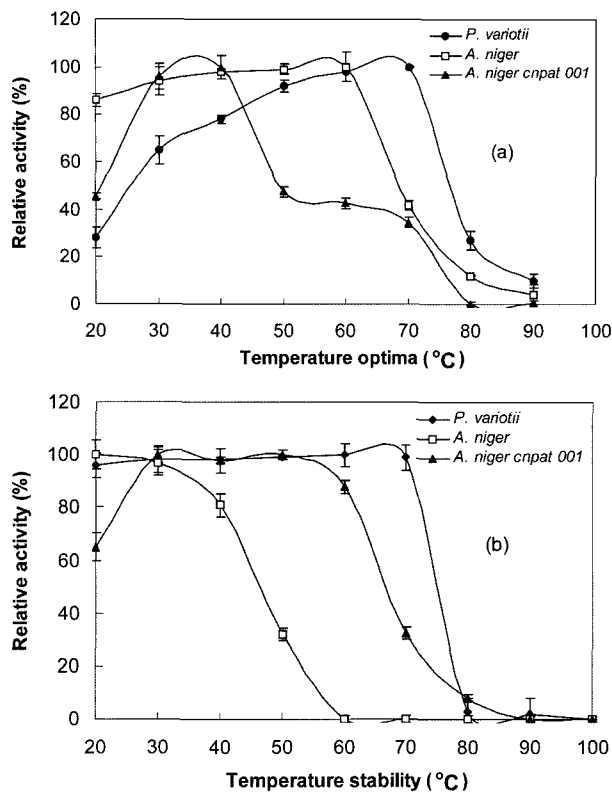 120
100
80
60
40
20
0
Relative activity (%)
P. variotii
A. niger
A. niger cnpat 001
(a)
20 30 40 50 60 70 80 90 100
Temperature optima (°C)
120
100
80
60
40
20
0
Relative activity (%)
P. variotii
A. niger
A. niger cnpat 001
(b)
20 30 40 50 60 70 80 90 100
Temperature stability (°C)